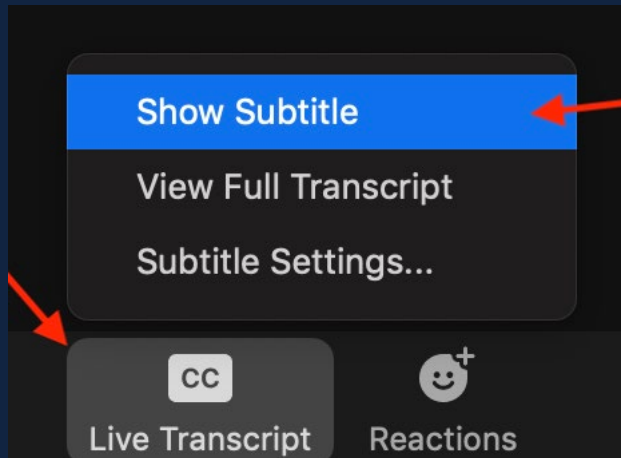 Show Subtitle
View Full Transcript
Subtitle Settings...
CC
Live Transcript
Reactions